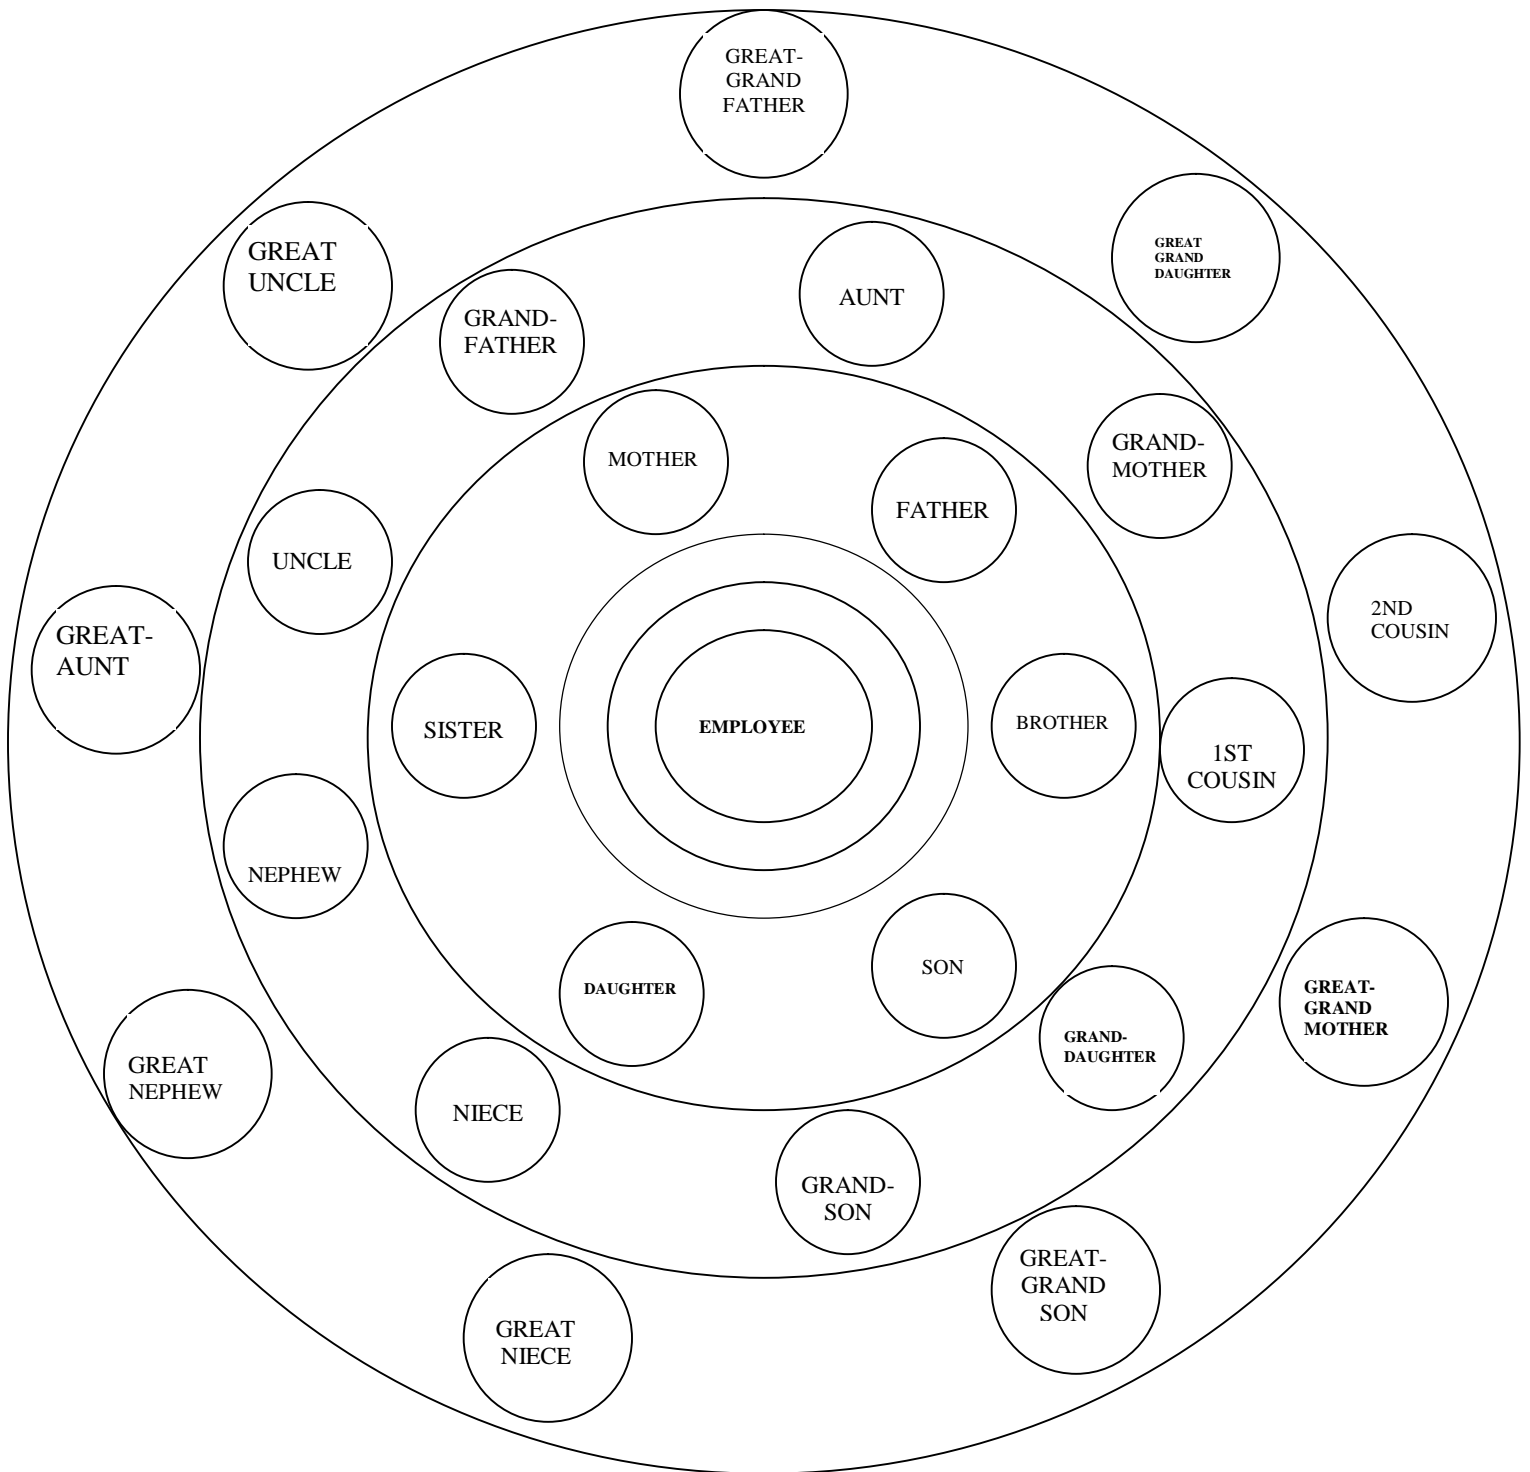 GREAT-
GRAND
FATHER
GREAT
UNCLE
GREAT
GRAND
DAUGHTER
GRAND-
FATHER
AUNT
MOTHER
GRAND-
MOTHER
FATHER
UNCLE
2ND
COUSIN
GREAT-
AUNT
SISTER
EMPLOYEE
BROTHER
1ST
COUSIN
NEPHEW
DAUGHTER
SON
GREAT-
GRAND
MOTHER
GRAND-
DAUGHTER
GREAT
NEPHEW
NIECE
GRAND-
SON
GREAT-
GRAND
SON
GREAT
NIECE